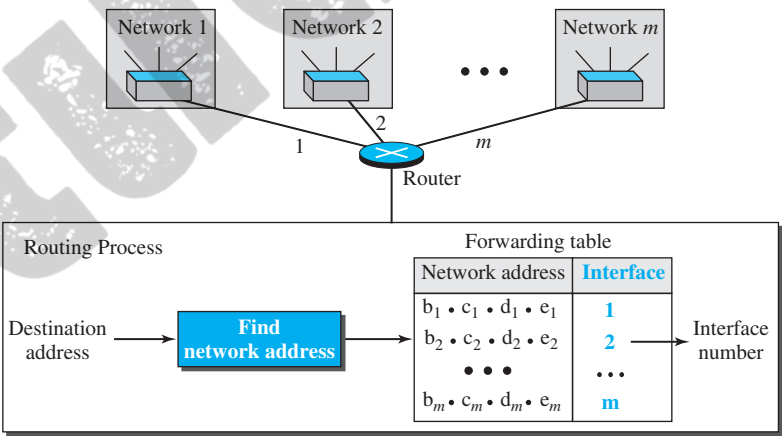 Network 1
Network 2
Network m
• • •
1
2
m
Router
Routing Process
Forwarding table
Network address
Interface
Destination
address
Find
network address
b₁ • c₁ • d₁ • e₁
1
b₂ • c₂ • d₂ • e₂
2
• • •
• • •
bₘ • cₘ • dₘ • eₘ
m
Interface
number